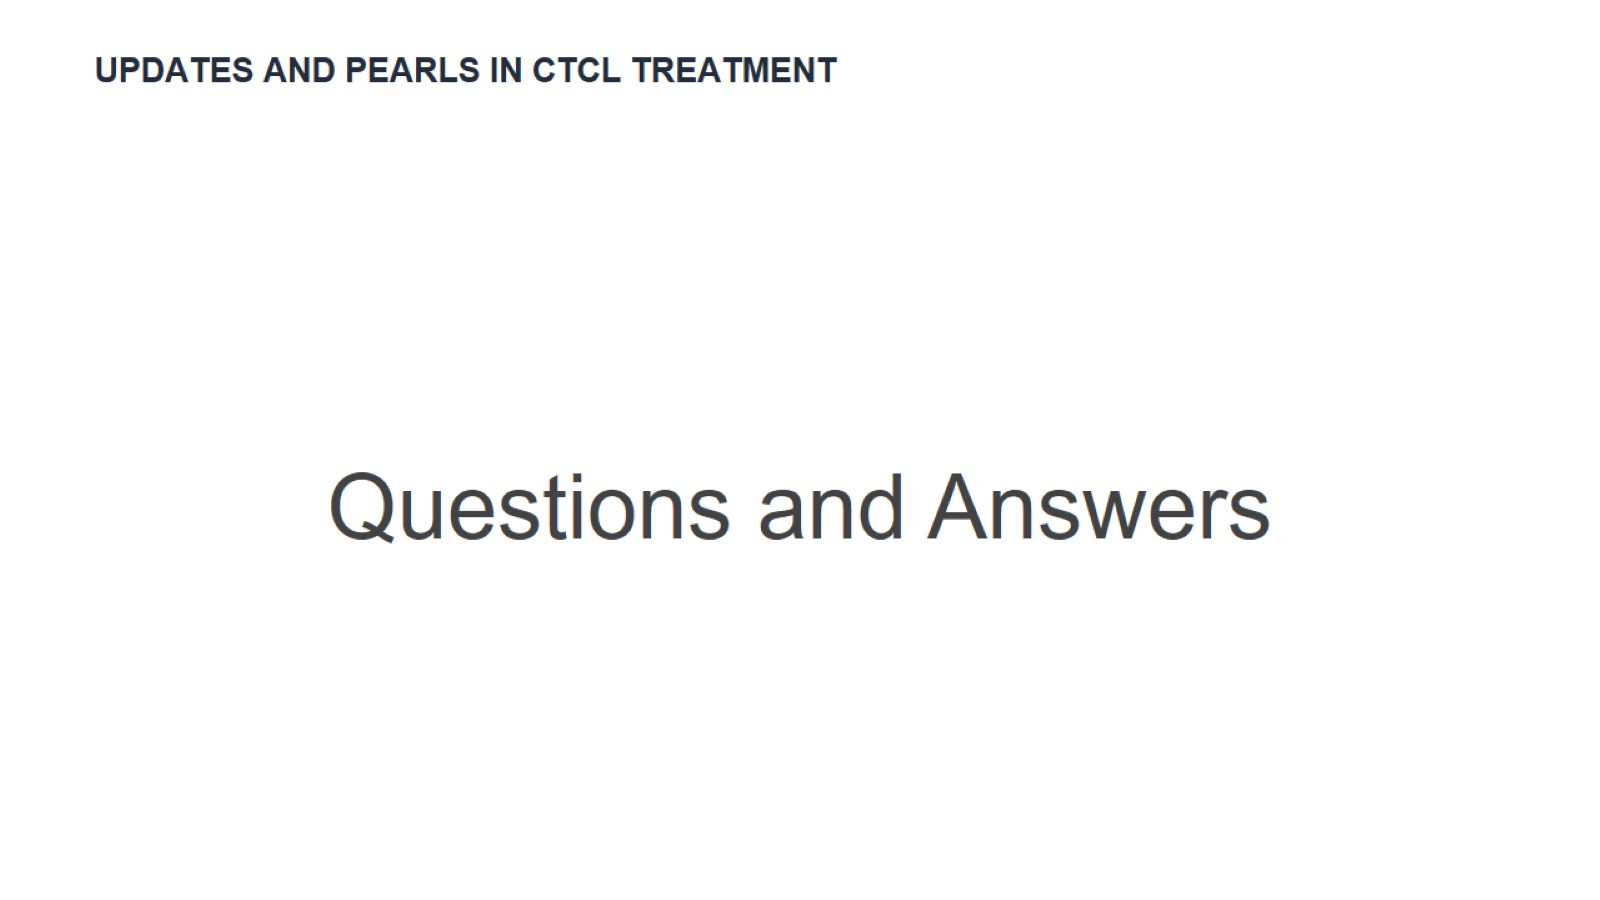 UPDATES AND PEARLS IN CTCL TREATMENT
Questions and Answers